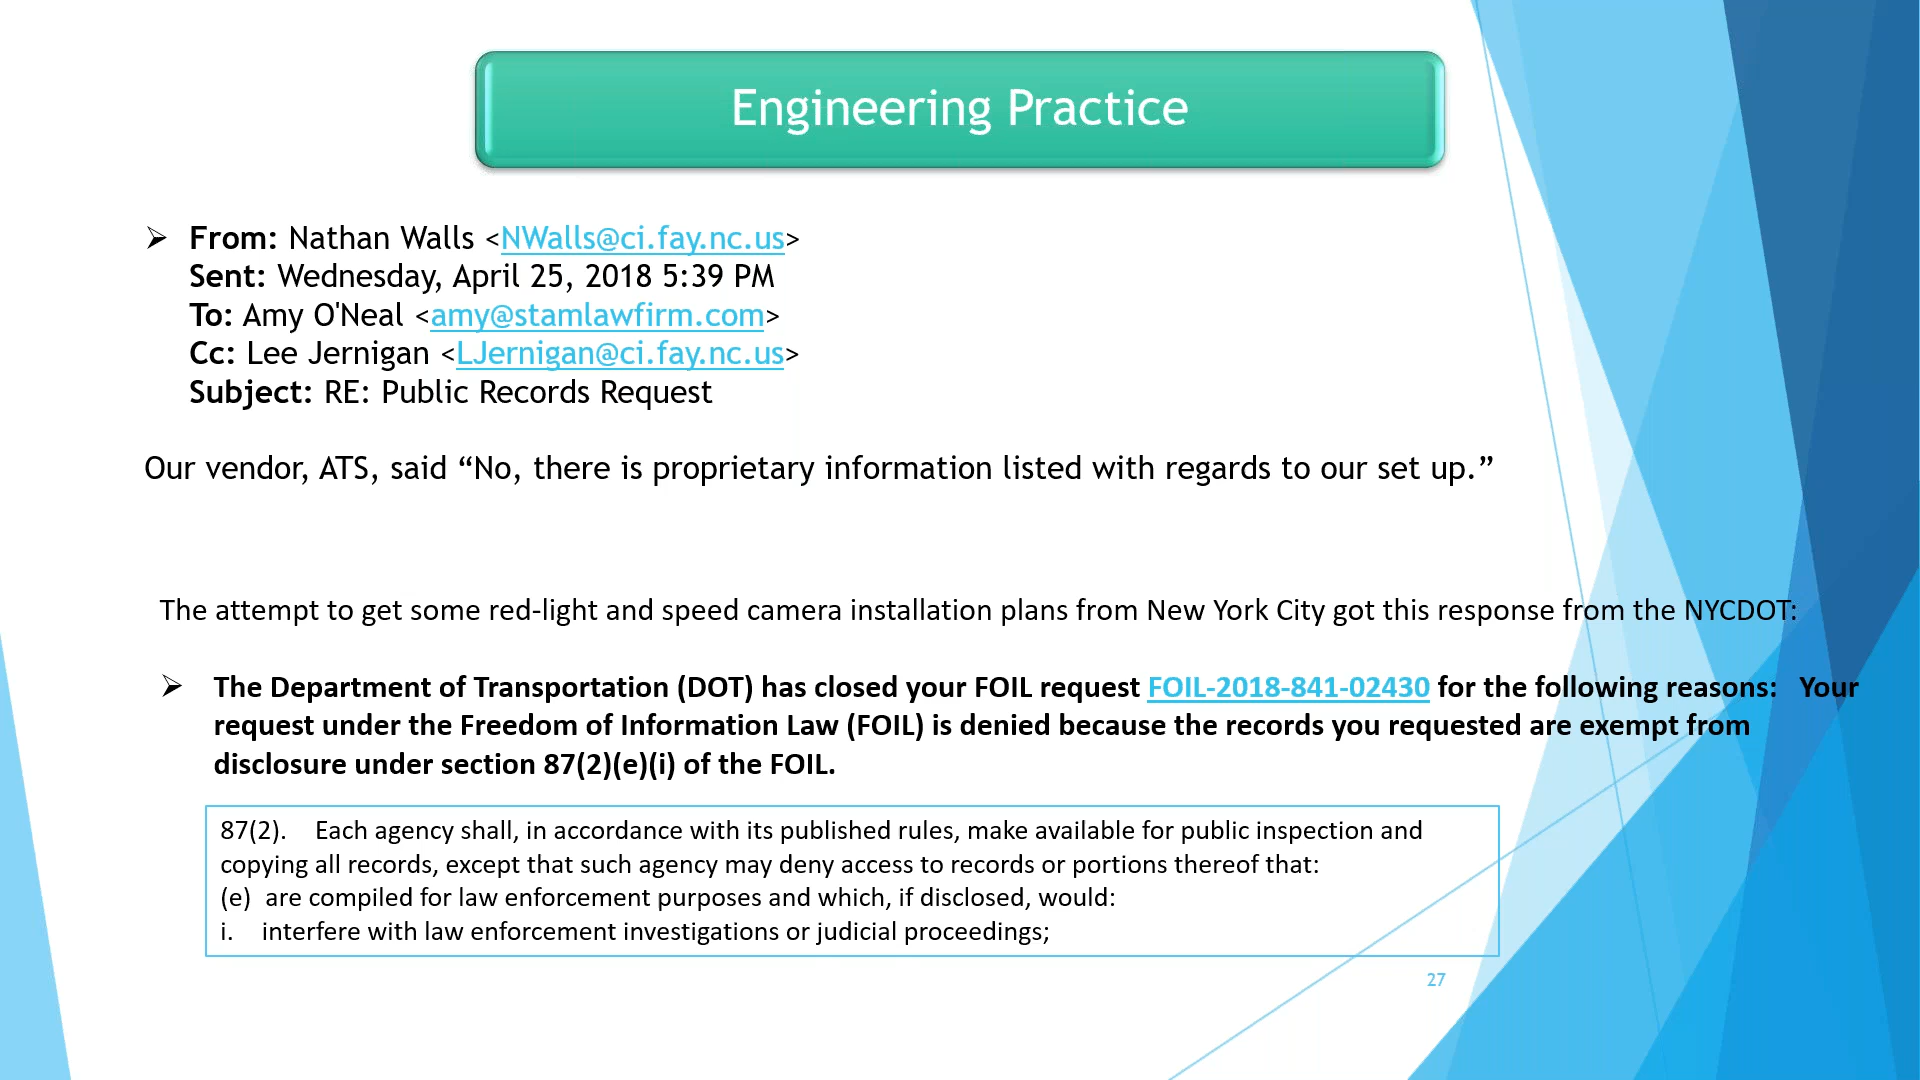 Engineering Practice
➢ From: Nathan Walls <NWalls@ci.fay.nc.us>
Sent: Wednesday, April 25, 2018 5:39 PM
To: Amy O'Neal <amy@stamlawfirm.com>
Cc: Lee Jernigan <LJernigan@ci.fay.nc.us>
Subject: RE: Public Records Request
Our vendor, ATS, said “No, there is proprietary information listed with regards to our set up.”
The attempt to get some red-light and speed camera installation plans from New York City got this response from the NYCDOT:
➢ The Department of Transportation (DOT) has closed your FOIL request FOIL-2018-841-02430 for the following reasons: Your
request under the Freedom of Information Law (FOIL) is denied because the records you requested are exempt from
disclosure under section 87(2)(e)(i) of the FOIL.
87(2). Each agency shall, in accordance with its published rules, make available for public inspection and
copying all records, except that such agency may deny access to records or portions thereof that:
(e) are compiled for law enforcement purposes and which, if disclosed, would:
i. interfere with law enforcement investigations or judicial proceedings;
27